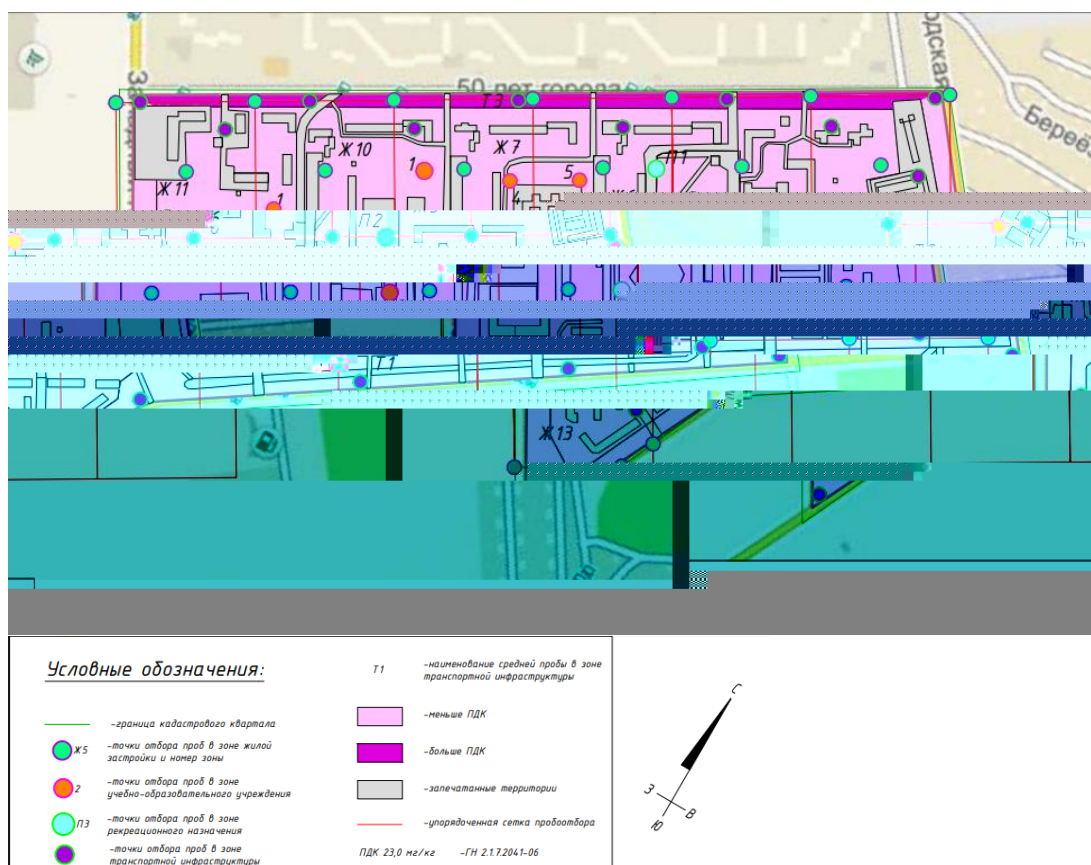 50 лет города
Т3
Ж 10
Ж 7
П1
Ж 11
1
5
1
4
П2
Т1
Ж13
Условные обозначения:
-граница кадастрового квартала
Ж5 -точки отбора проб в зоне жилой
застройки и номер зоны
2 -точки отбора проб в зоне
учебно-образовательного учреждения
П3 -точки отбора проб в зоне
рекреационного назначения
-точки отбора проб в зоне
транспортной инфраструктуры
Т1 -наименование средней пробы в зоне
транспортной инфраструктуры
-меньше ПДК
-больше ПДК
-запечатанные территории
-упорядоченная сетка пробоотбора
ПДК 23,0 мг/кг -ГН 2.1.7.2041-06
С
З
В
Ю